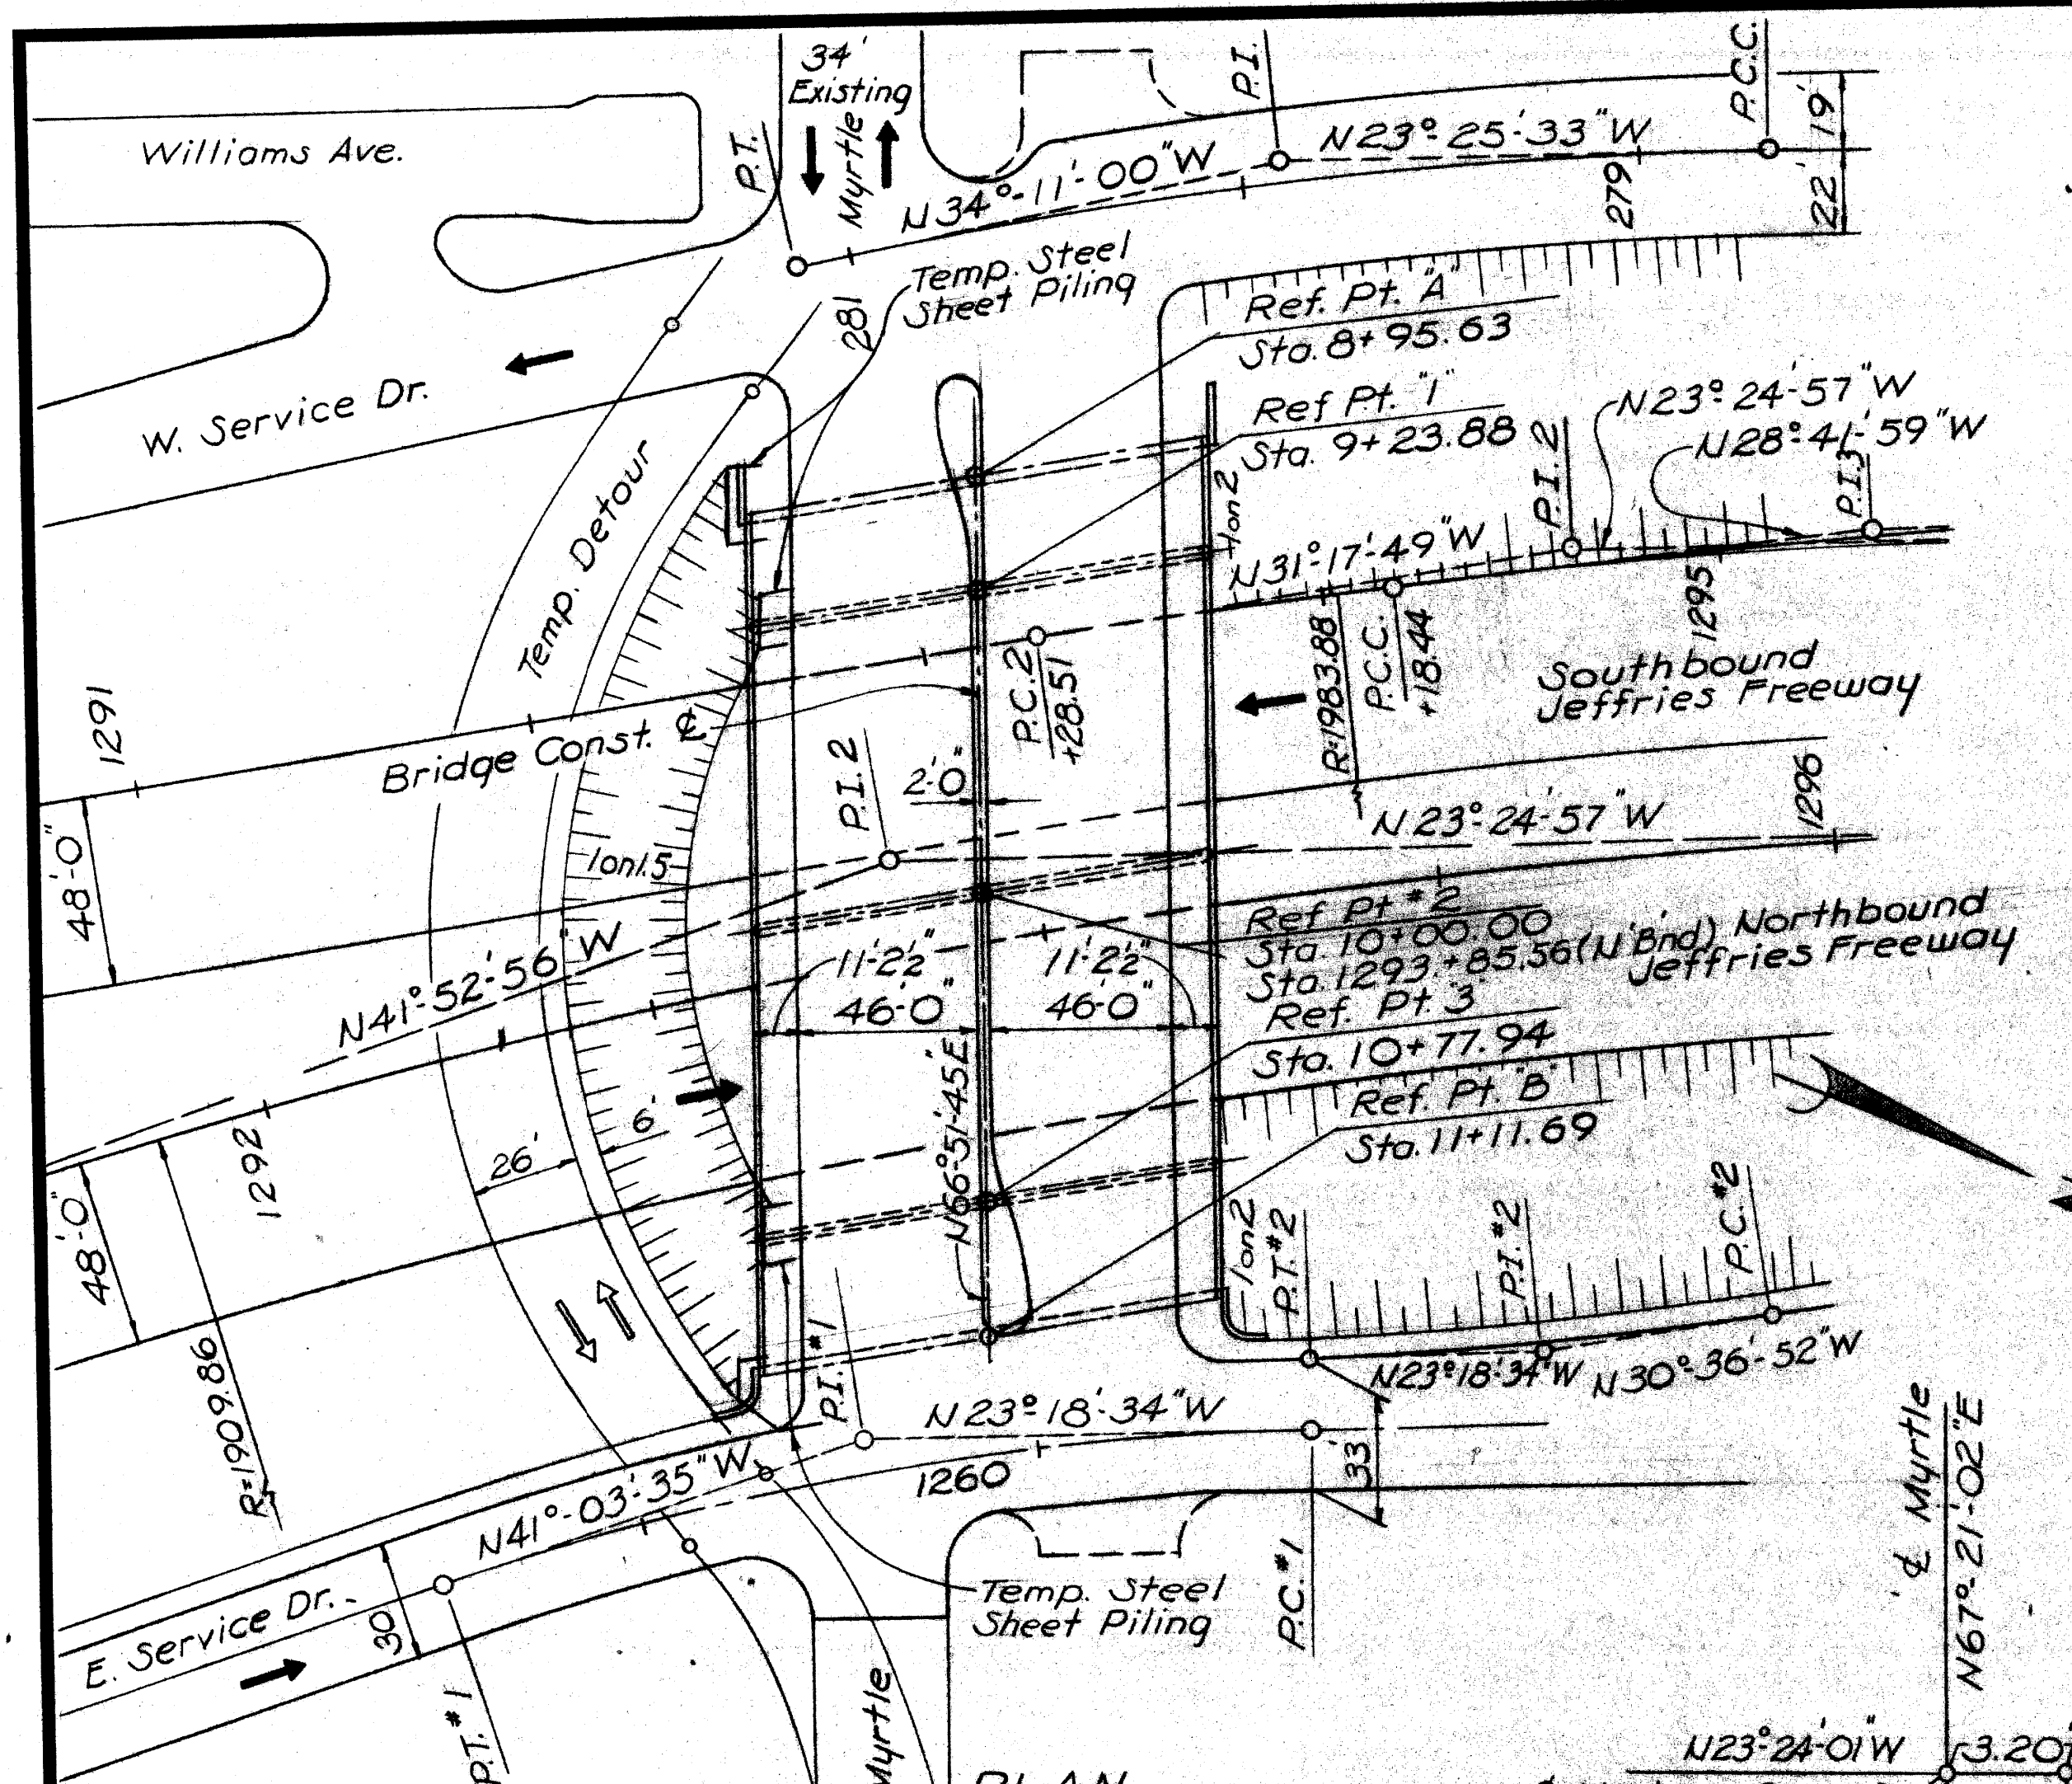 34'
Existing
Myrtle
Williams Ave.
P.T.
P.I.
P.C.C.
N34°-11'-00"W
N23°-25'-33"W
279
19'
22'
Temp. Steel
Sheet Piling
281
Ref. Pt. "A"
Sta. 8+95.63
Ref Pt. "1"
Sta. 9+23.88
W. Service Dr.
Temp. Detour
1on2
P.I.2
N23°-24'-57"W
N28°-41'-59"W
P.I.3
N31°-17'-49"W
1295
R=1983.88
P.C.C.
+18.44
Southbound
Jeffries Freeway
P.C.2
+28.51
1291
Bridge Const. ℄
P.I.2
2'-0"
48'-0"
N23°-24'-57"W
1296
1on1.5
N41°-52'-56"W
11'-2½"
46'-0"
11'-2½"
46'-0"
Ref Pt #2
Sta. 10+00.00
Sta. 1293.+85.56(N'Bnd)
Northbound
Jeffries Freeway
Ref. Pt. "3"
Sta. 10+77.94
Ref. Pt. "B"
Sta. 11+11.69
N66°-51'-45"E
26'
6'
1292
48'-0"
R=1909.86
1on2
P.T.#2
P.I.#2
P.C.#2
N23°18'-34"W
N30°-36'-52"W
P.I.#1
N23°-18'-34"W
1260
N41°-03'-35"W
33'
E. Service Dr.
30'
P.T.#1
Temp. Steel
Sheet Piling
P.C.#1
Myrtle
℄ Myrtle
N67°-21'-02"E
N23°-24'-01"W
3.20'
PLAN